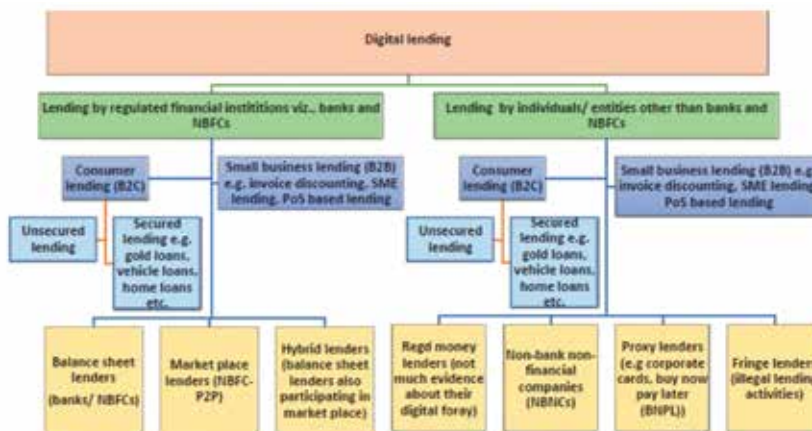 Digital lending
Lending by regulated financial instititions viz., banks and
NBFCs
Lending by individuals/ entities other than banks and
NBFCs
Consumer
lending (B2C)
Small business lending (B2B)
e.g. invoice discounting, SME
lending, PoS based lending
Unsecured
lending
Secured
lending e.g.
gold loans,
vehicle loans,
home loans
etc.
Consumer
lending (B2C)
Small business lending (B2B) e.g.
invoice discounting, SME lending,
PoS based lending
Unsecured
lending
Secured
lending e.g.
gold loans,
vehicle loans,
home loans
etc.
Balance sheet
lenders
(banks/ NBFCs)
Market place
lenders (NBFC-
P2P)
Hybrid lenders
(balance sheet
lenders also
participating in
market place)
Regd money
lenders (not
much evidence
about their
digital foray)
Non-bank non-
financial
companies
(NBNCs)
Proxy lenders
(e.g corporate
cards, buy now
pay later
(BNPL))
Fringe lenders
(illegal lending
activities)